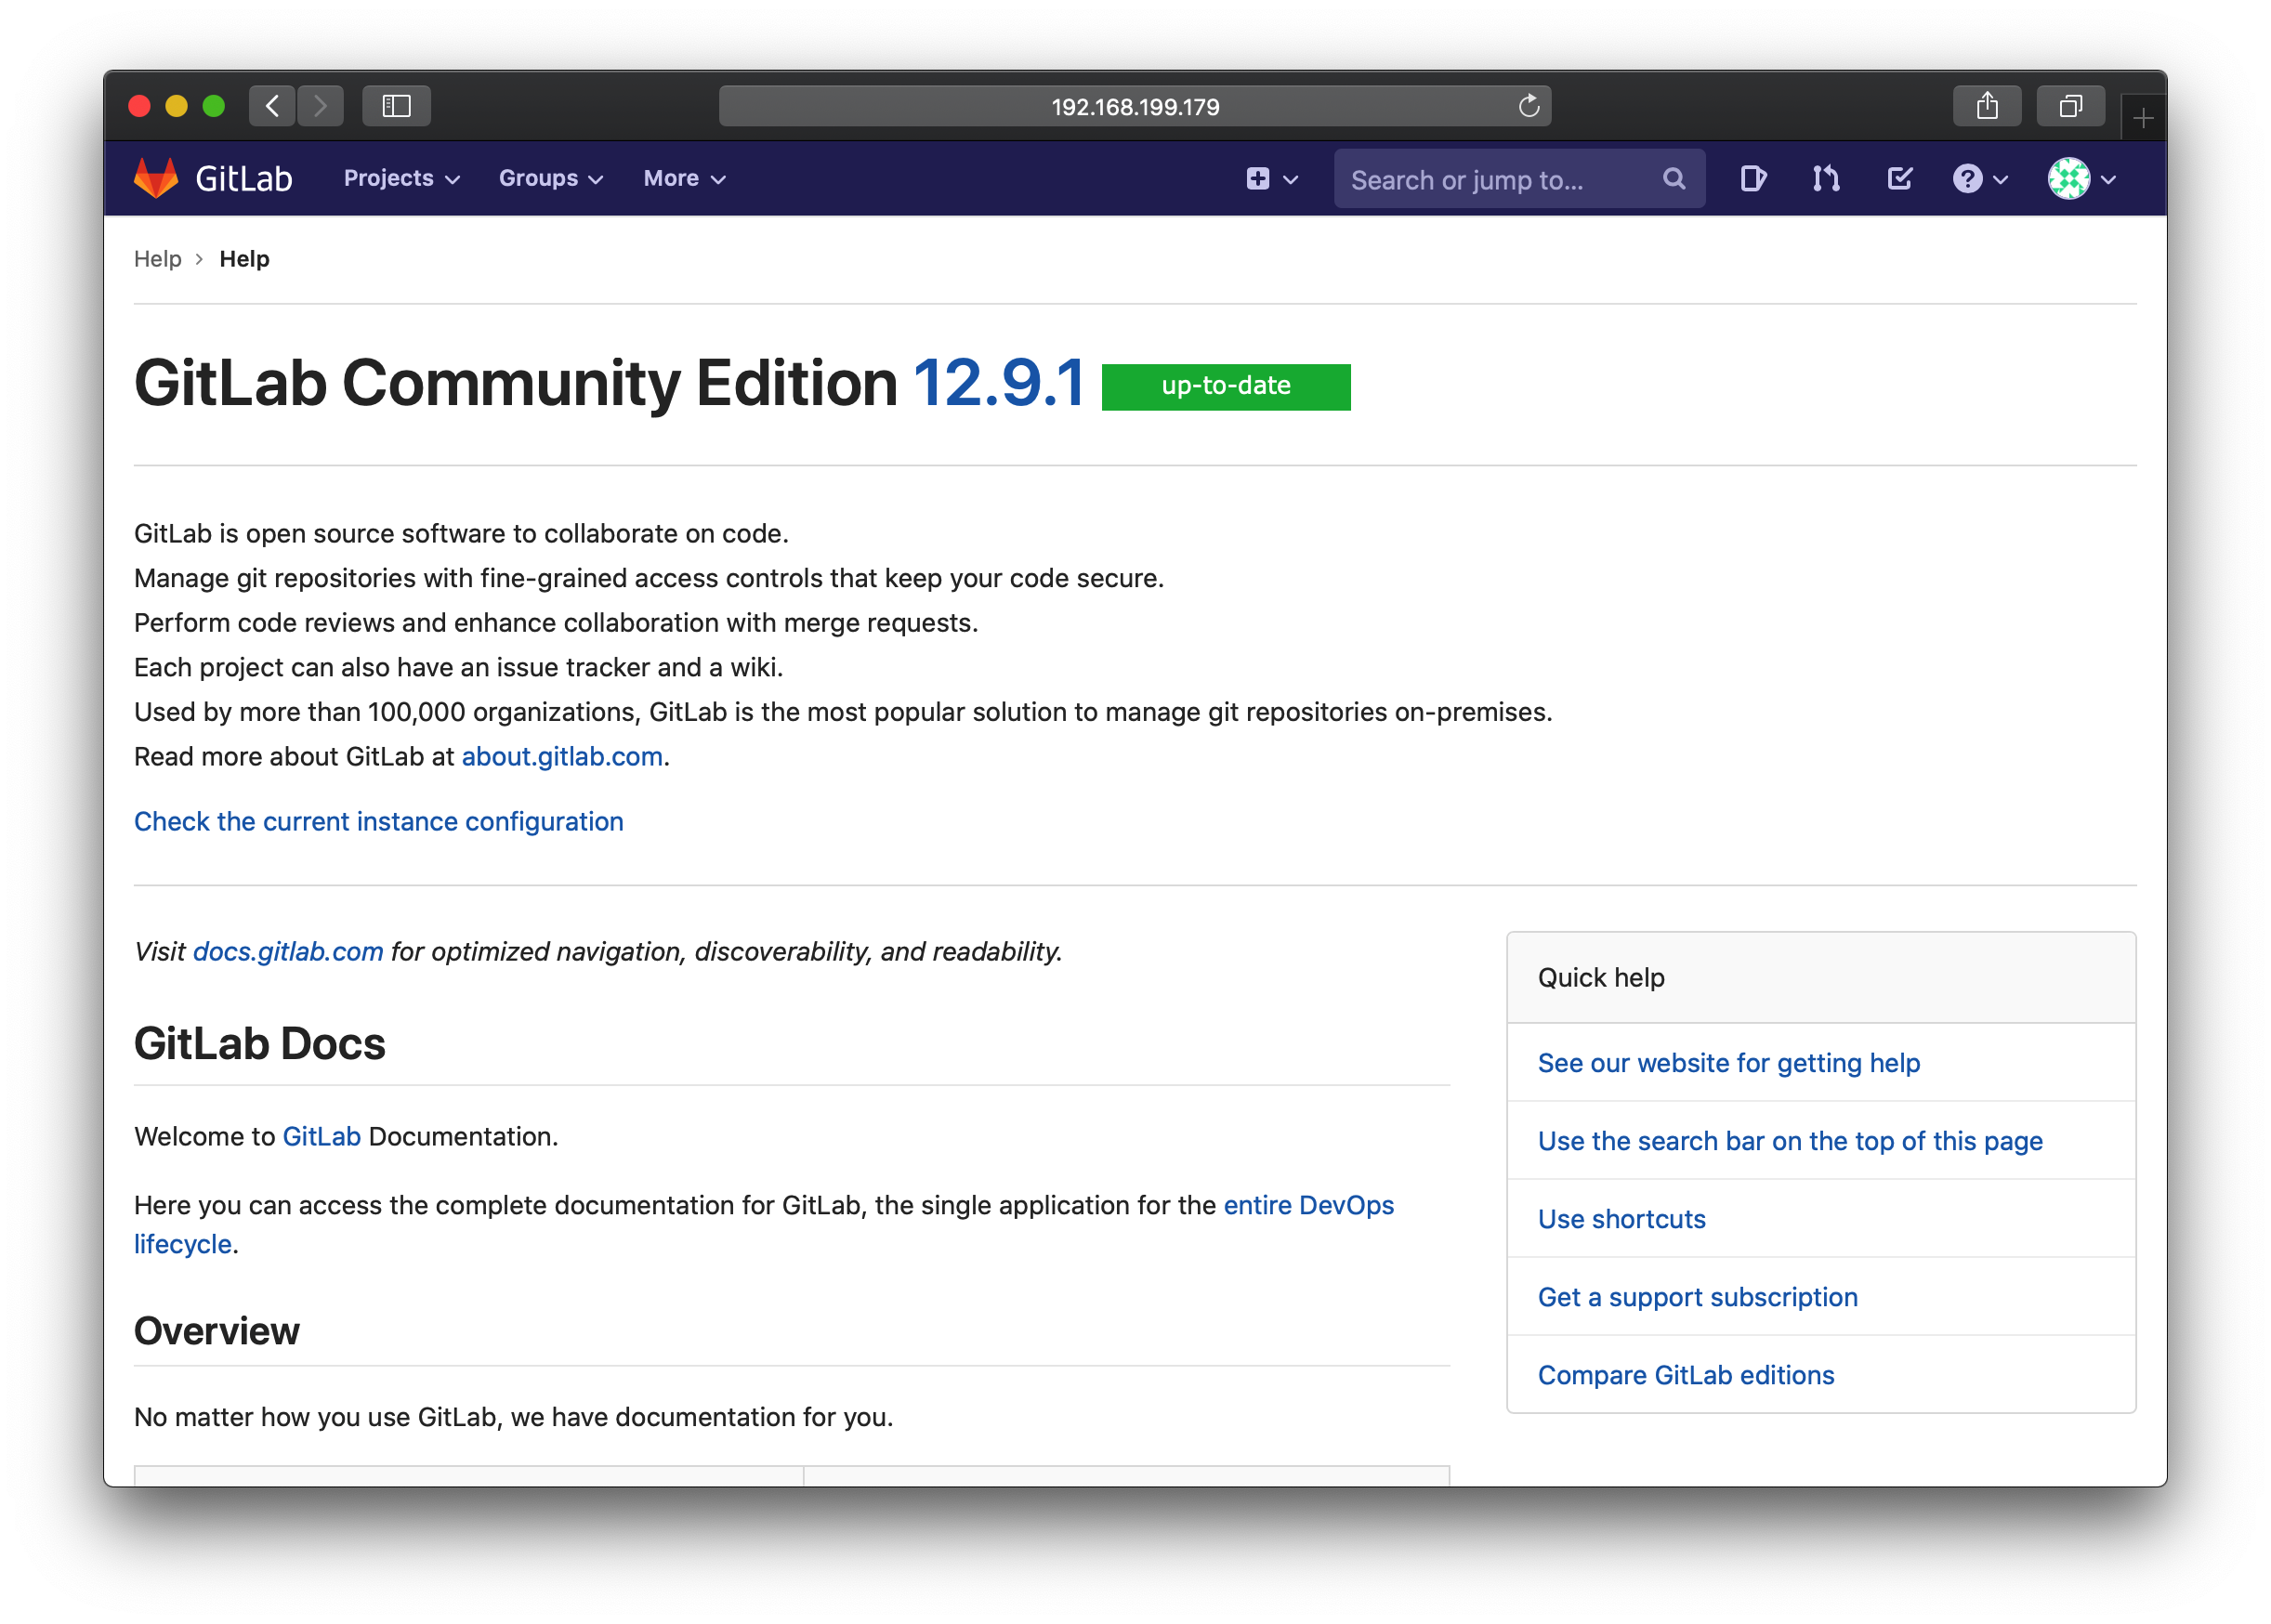 192.168.199.179
GitLab Projects Groups More Search or jump to...
Help › Help
GitLab Community Edition 12.9.1 up-to-date
GitLab is open source software to collaborate on code.
Manage git repositories with fine-grained access controls that keep your code secure.
Perform code reviews and enhance collaboration with merge requests.
Each project can also have an issue tracker and a wiki.
Used by more than 100,000 organizations, GitLab is the most popular solution to manage git repositories on-premises.
Read more about GitLab at about.gitlab.com.
Check the current instance configuration
Visit docs.gitlab.com for optimized navigation, discoverability, and readability.
GitLab Docs
Welcome to GitLab Documentation.
Here you can access the complete documentation for GitLab, the single application for the entire DevOps
lifecycle.
Overview
No matter how you use GitLab, we have documentation for you.
Quick help
See our website for getting help
Use the search bar on the top of this page
Use shortcuts
Get a support subscription
Compare GitLab editions